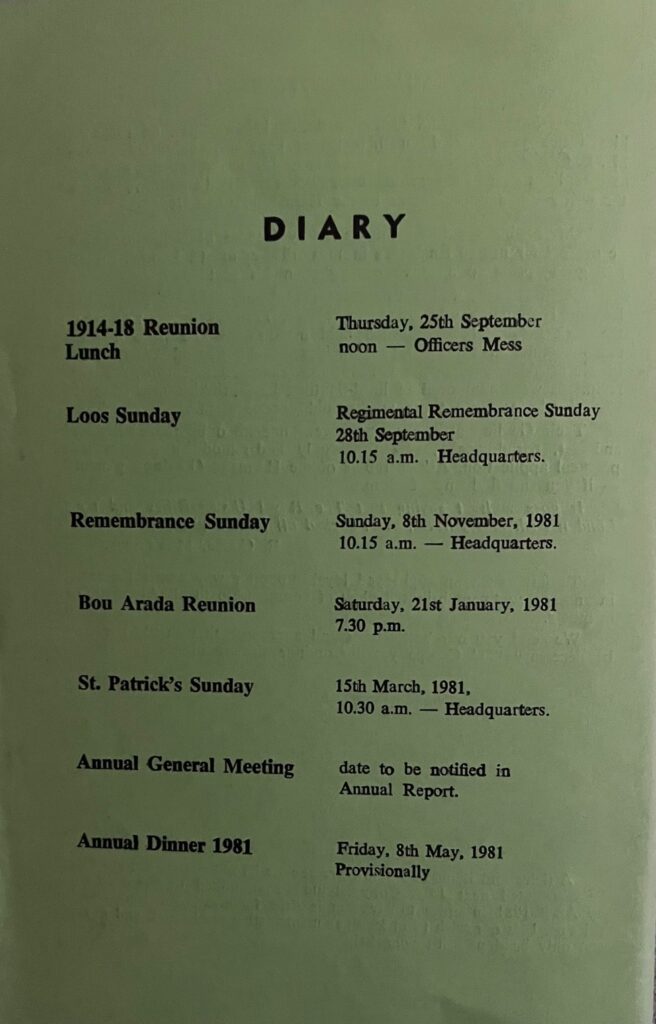 DIARY
1914-18 Reunion
Lunch
Thursday, 25th September
noon — Officers Mess
Loos Sunday
Regimental Remembrance Sunday
28th September
10.15 a.m. Headquarters.
Remembrance Sunday
Sunday, 8th November, 1981
10.15 a.m. — Headquarters.
Bou Arada Reunion
Saturday, 21st January, 1981
7.30 p.m.
St. Patrick's Sunday
15th March, 1981,
10.30 a.m. — Headquarters.
Annual General Meeting
date to be notified in
Annual Report.
Annual Dinner 1981
Friday, 8th May, 1981
Provisionally